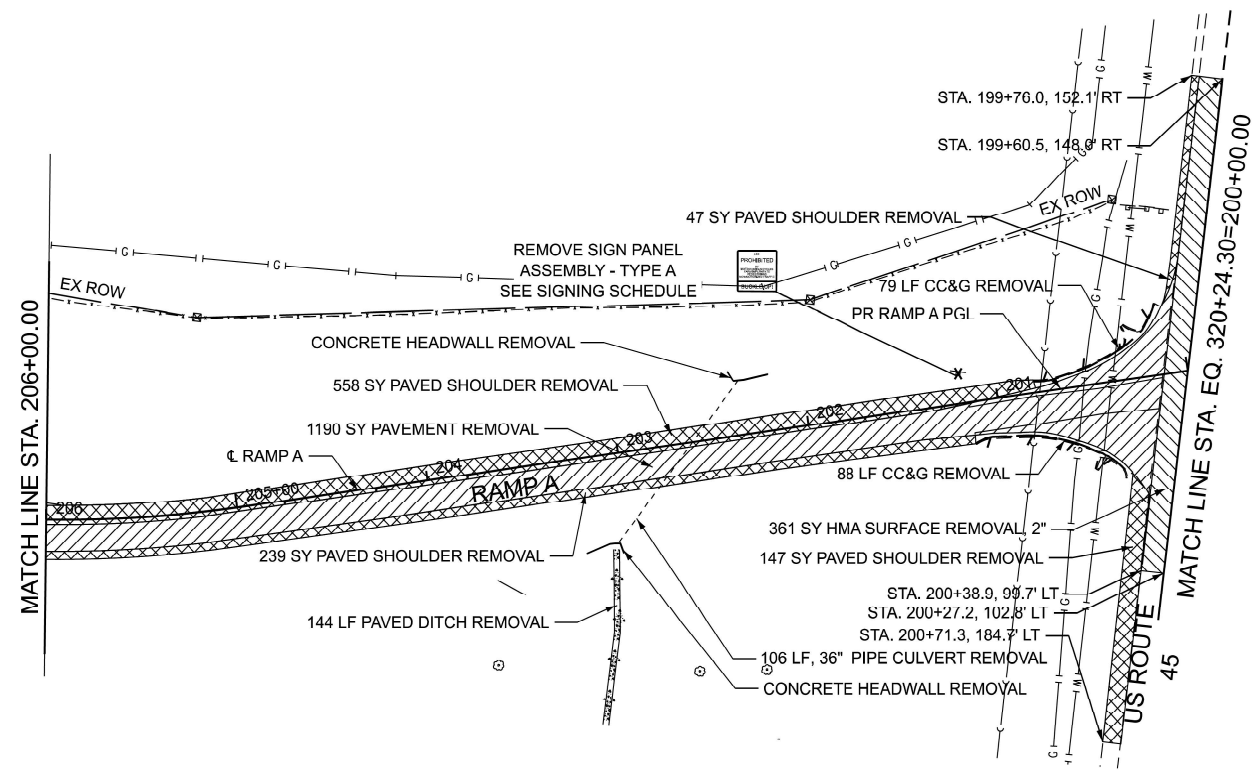 STA. 199+76.0, 152.1' RT
STA. 199+60.5, 148.0' RT
EX ROW
47 SY PAVED SHOULDER REMOVAL
REMOVE SIGN PANEL
ASSEMBLY - TYPE A
SEE SIGNING SCHEDULE
PROHIBITED
79 LF CC&G REMOVAL
EX ROW
PR RAMP A PGL
CONCRETE HEADWALL REMOVAL
558 SY PAVED SHOULDER REMOVAL
201
202
1190 SY PAVEMENT REMOVAL
203
℄ RAMP A
204
205+00
206
RAMP A
88 LF CC&G REMOVAL
361 SY HMA SURFACE REMOVAL, 2"
239 SY PAVED SHOULDER REMOVAL
147 SY PAVED SHOULDER REMOVAL
STA. 200+38.9, 99.7' LT
STA. 200+27.2, 102.8' LT
144 LF PAVED DITCH REMOVAL
STA. 200+71.3, 184.7' LT
106 LF, 36" PIPE CULVERT REMOVAL
CONCRETE HEADWALL REMOVAL
MATCH LINE STA. 206+00.00
MATCH LINE STA. EQ. 320+24.30=200+00.00
US ROUTE
45
G
G
G
G
G
G
G
G
G
G
W
W
W
W